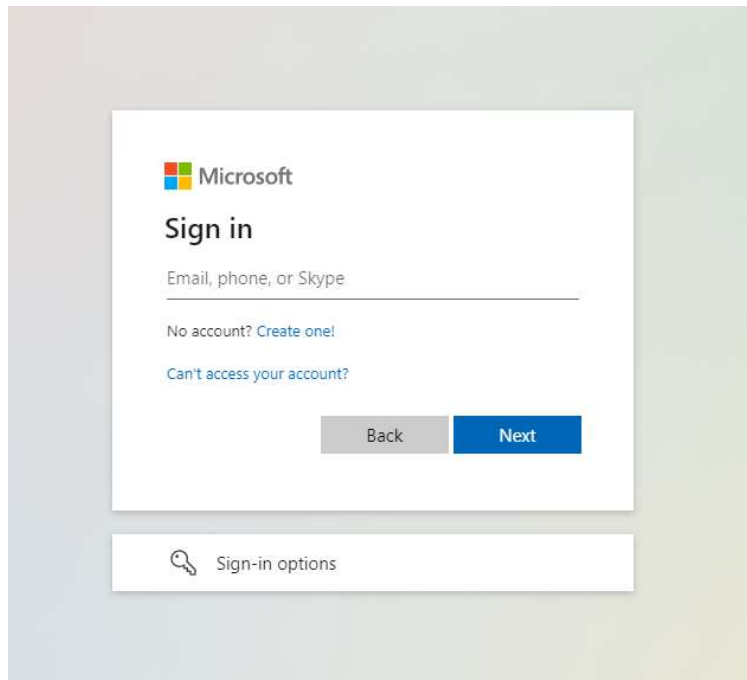 Microsoft
Sign in
Email, phone, or Skype
No account? Create one!
Can't access your account?
Back Next
Sign-in options